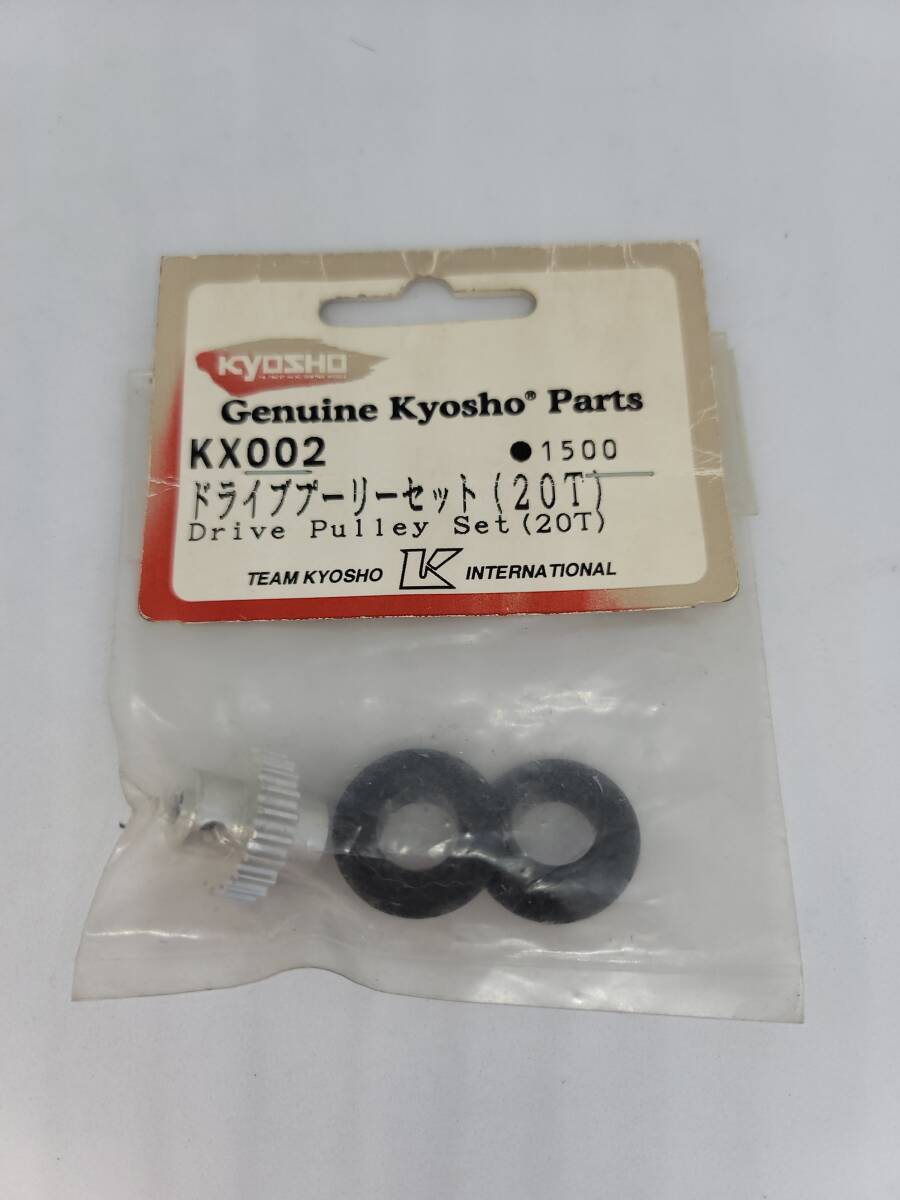 KYOSHO
Genuine Kyosho® Parts
KX002 ●1500
ドライブプーリーセット(20T)
Drive Pulley Set(20T)
TEAM KYOSHO K INTERNATIONAL